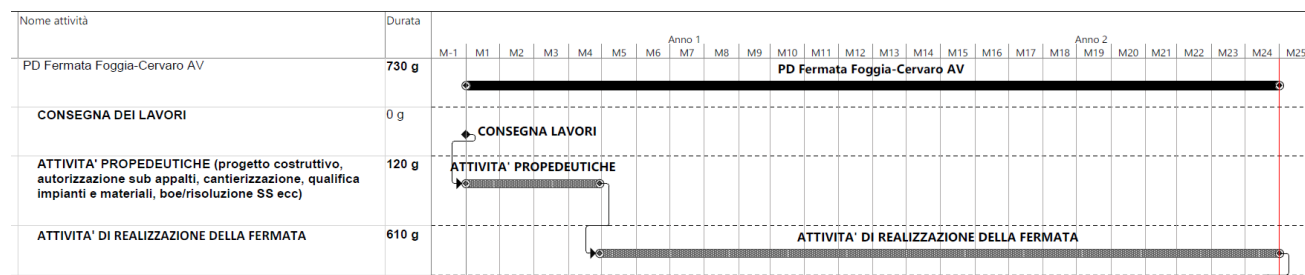 Nome attività Durata
Anno 1 Anno 2
M-1 M1 M2 M3 M4 M5 M6 M7 M8 M9 M10 M11 M12 M13 M14 M15 M16 M17 M18 M19 M20 M21 M22 M23 M24 M25
PD Fermata Foggia-Cervaro AV 730 g
PD Fermata Foggia-Cervaro AV
CONSEGNA DEI LAVORI 0 g
CONSEGNA LAVORI
ATTIVITA' PROPEDEUTICHE (progetto costruttivo, 120 g
autorizzazione sub appalti, cantierizzazione, qualifica
impianti e materiali, boe/risoluzione SS ecc)
ATTIVITA' PROPEDEUTICHE
ATTIVITA' DI REALIZZAZIONE DELLA FERMATA 610 g
ATTIVITA' DI REALIZZAZIONE DELLA FERMATA